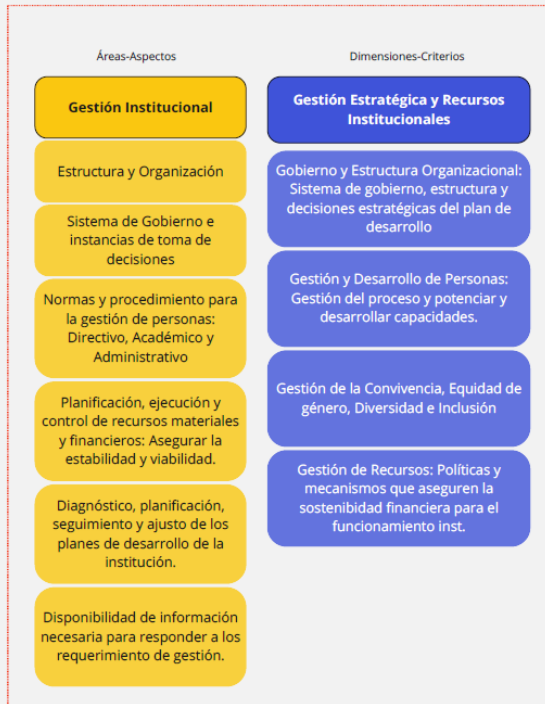 Áreas-Aspectos
Gestión Institucional
Estructura y Organización
Sistema de Gobierno e
instancias de toma de
decisiones
Normas y procedimiento para
la gestión de personas:
Directivo, Académico y
Administrativo
Planificación, ejecución y
control de recursos materiales
y financieros: Asegurar la
estabilidad y viabilidad.
Diagnóstico, planificación,
seguimiento y ajusto de los
planes de desarrollo de la
institución.
Disponibilidad de información
necesaria para responder a los
requerimiento de gestión.
Dimensiones-Criterios
Gestión Estratégica y Recursos
Institucionales
Gobierno y Estructura Organizacional:
Sistema de gobierno, estructura y
decisiones estratégicas del plan de
desarrollo
Gestión y Desarrollo de Personas:
Gestión del proceso y potenciar y
desarrollar capacidades.
Gestión de la Convivencia, Equidad de
género, Diversidad e Inclusión
Gestión de Recursos: Políticas y
mecanismos que aseguren la
sostenibidad financiera para el
funcionamiento inst.